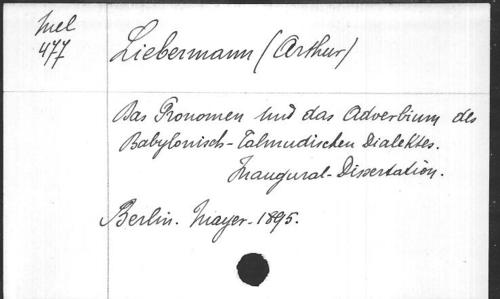 Mel
477
Liebermann (Arthur)
Das Pronomen und das Adverbium des
Babylonisch-Talmudischen Dialektes.
Inaugural-Dissertation.
Berlin. Mayer. 1895.